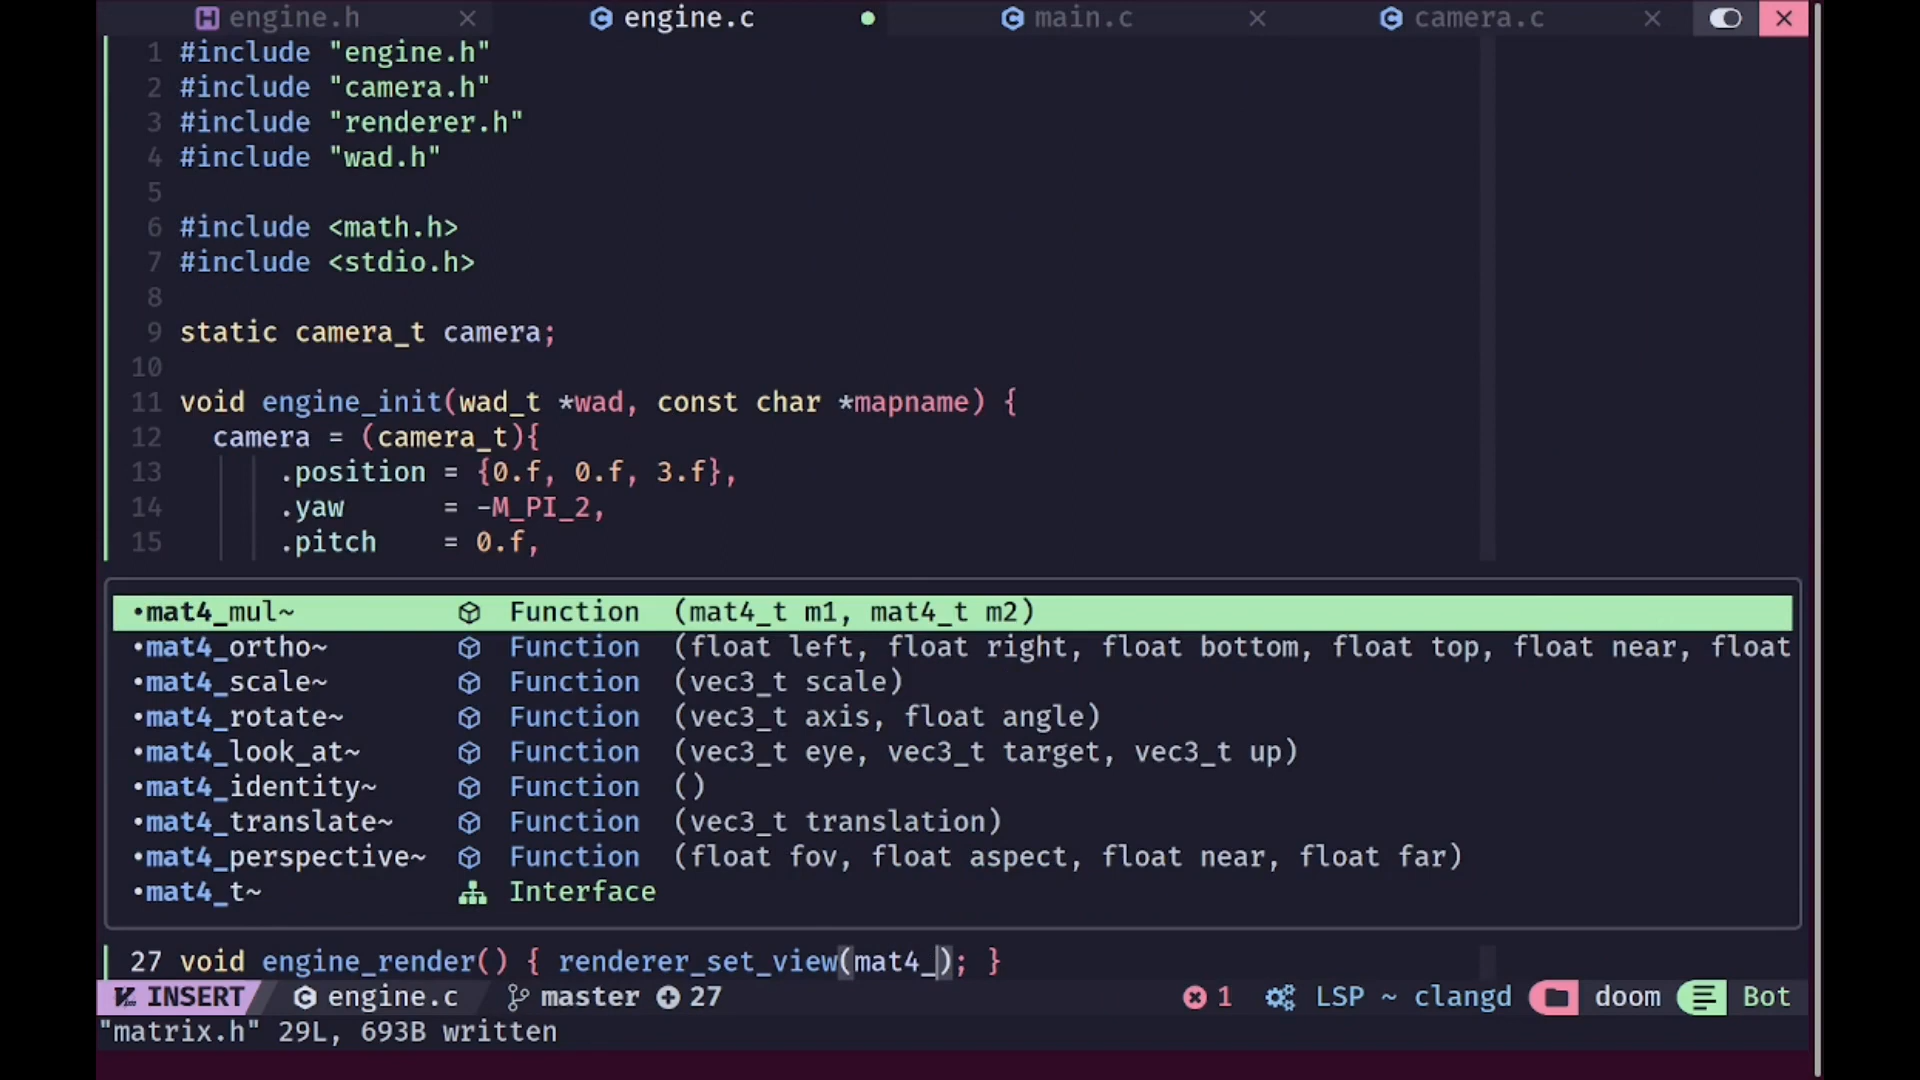 engine.h
engine.c
main.c
camera.c
1 #include "engine.h"
2 #include "camera.h"
3 #include "renderer.h"
4 #include "wad.h"
5
6 #include <math.h>
7 #include <stdio.h>
8
9 static camera_t camera;
10
11 void engine_init(wad_t *wad, const char *mapname) {
12 camera = (camera_t){
13 .position = {0.f, 0.f, 3.f},
14 .yaw = -M_PI_2,
15 .pitch = 0.f,
•mat4_mul~ Function (mat4_t m1, mat4_t m2)
•mat4_ortho~ Function (float left, float right, float bottom, float top, float near, float
•mat4_scale~ Function (vec3_t scale)
•mat4_rotate~ Function (vec3_t axis, float angle)
•mat4_look_at~ Function (vec3_t eye, vec3_t target, vec3_t up)
•mat4_identity~ Function ()
•mat4_translate~ Function (vec3_t translation)
•mat4_perspective~ Function (float fov, float aspect, float near, float far)
•mat4_t~ Interface
27 void engine_render() { renderer_set_view(mat4_); }
INSERT engine.c master 27 1 LSP ~ clangd doom Bot
"matrix.h" 29L, 693B written